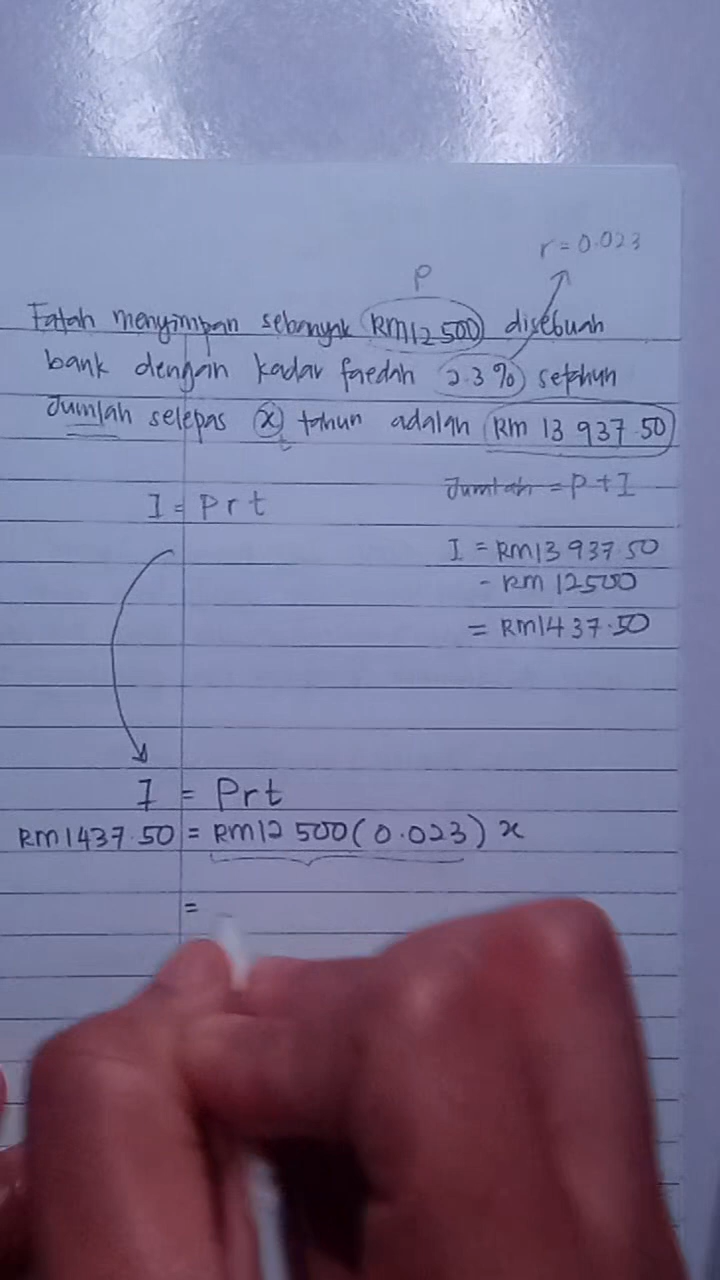 r = 0.023
P
Fatah menyimpan sebanyak RM12 500 disebuah
bank dengan kadar faedah 2.3% setahun
Jumlah selepas x tahun adalah RM 13 937.50
t
I = Prt
Jumlah = P + I
I = RM13 937.50
- RM 12500
= RM1437.50
I = Prt
RM1437.50 = RM12 500(0.023) x
=